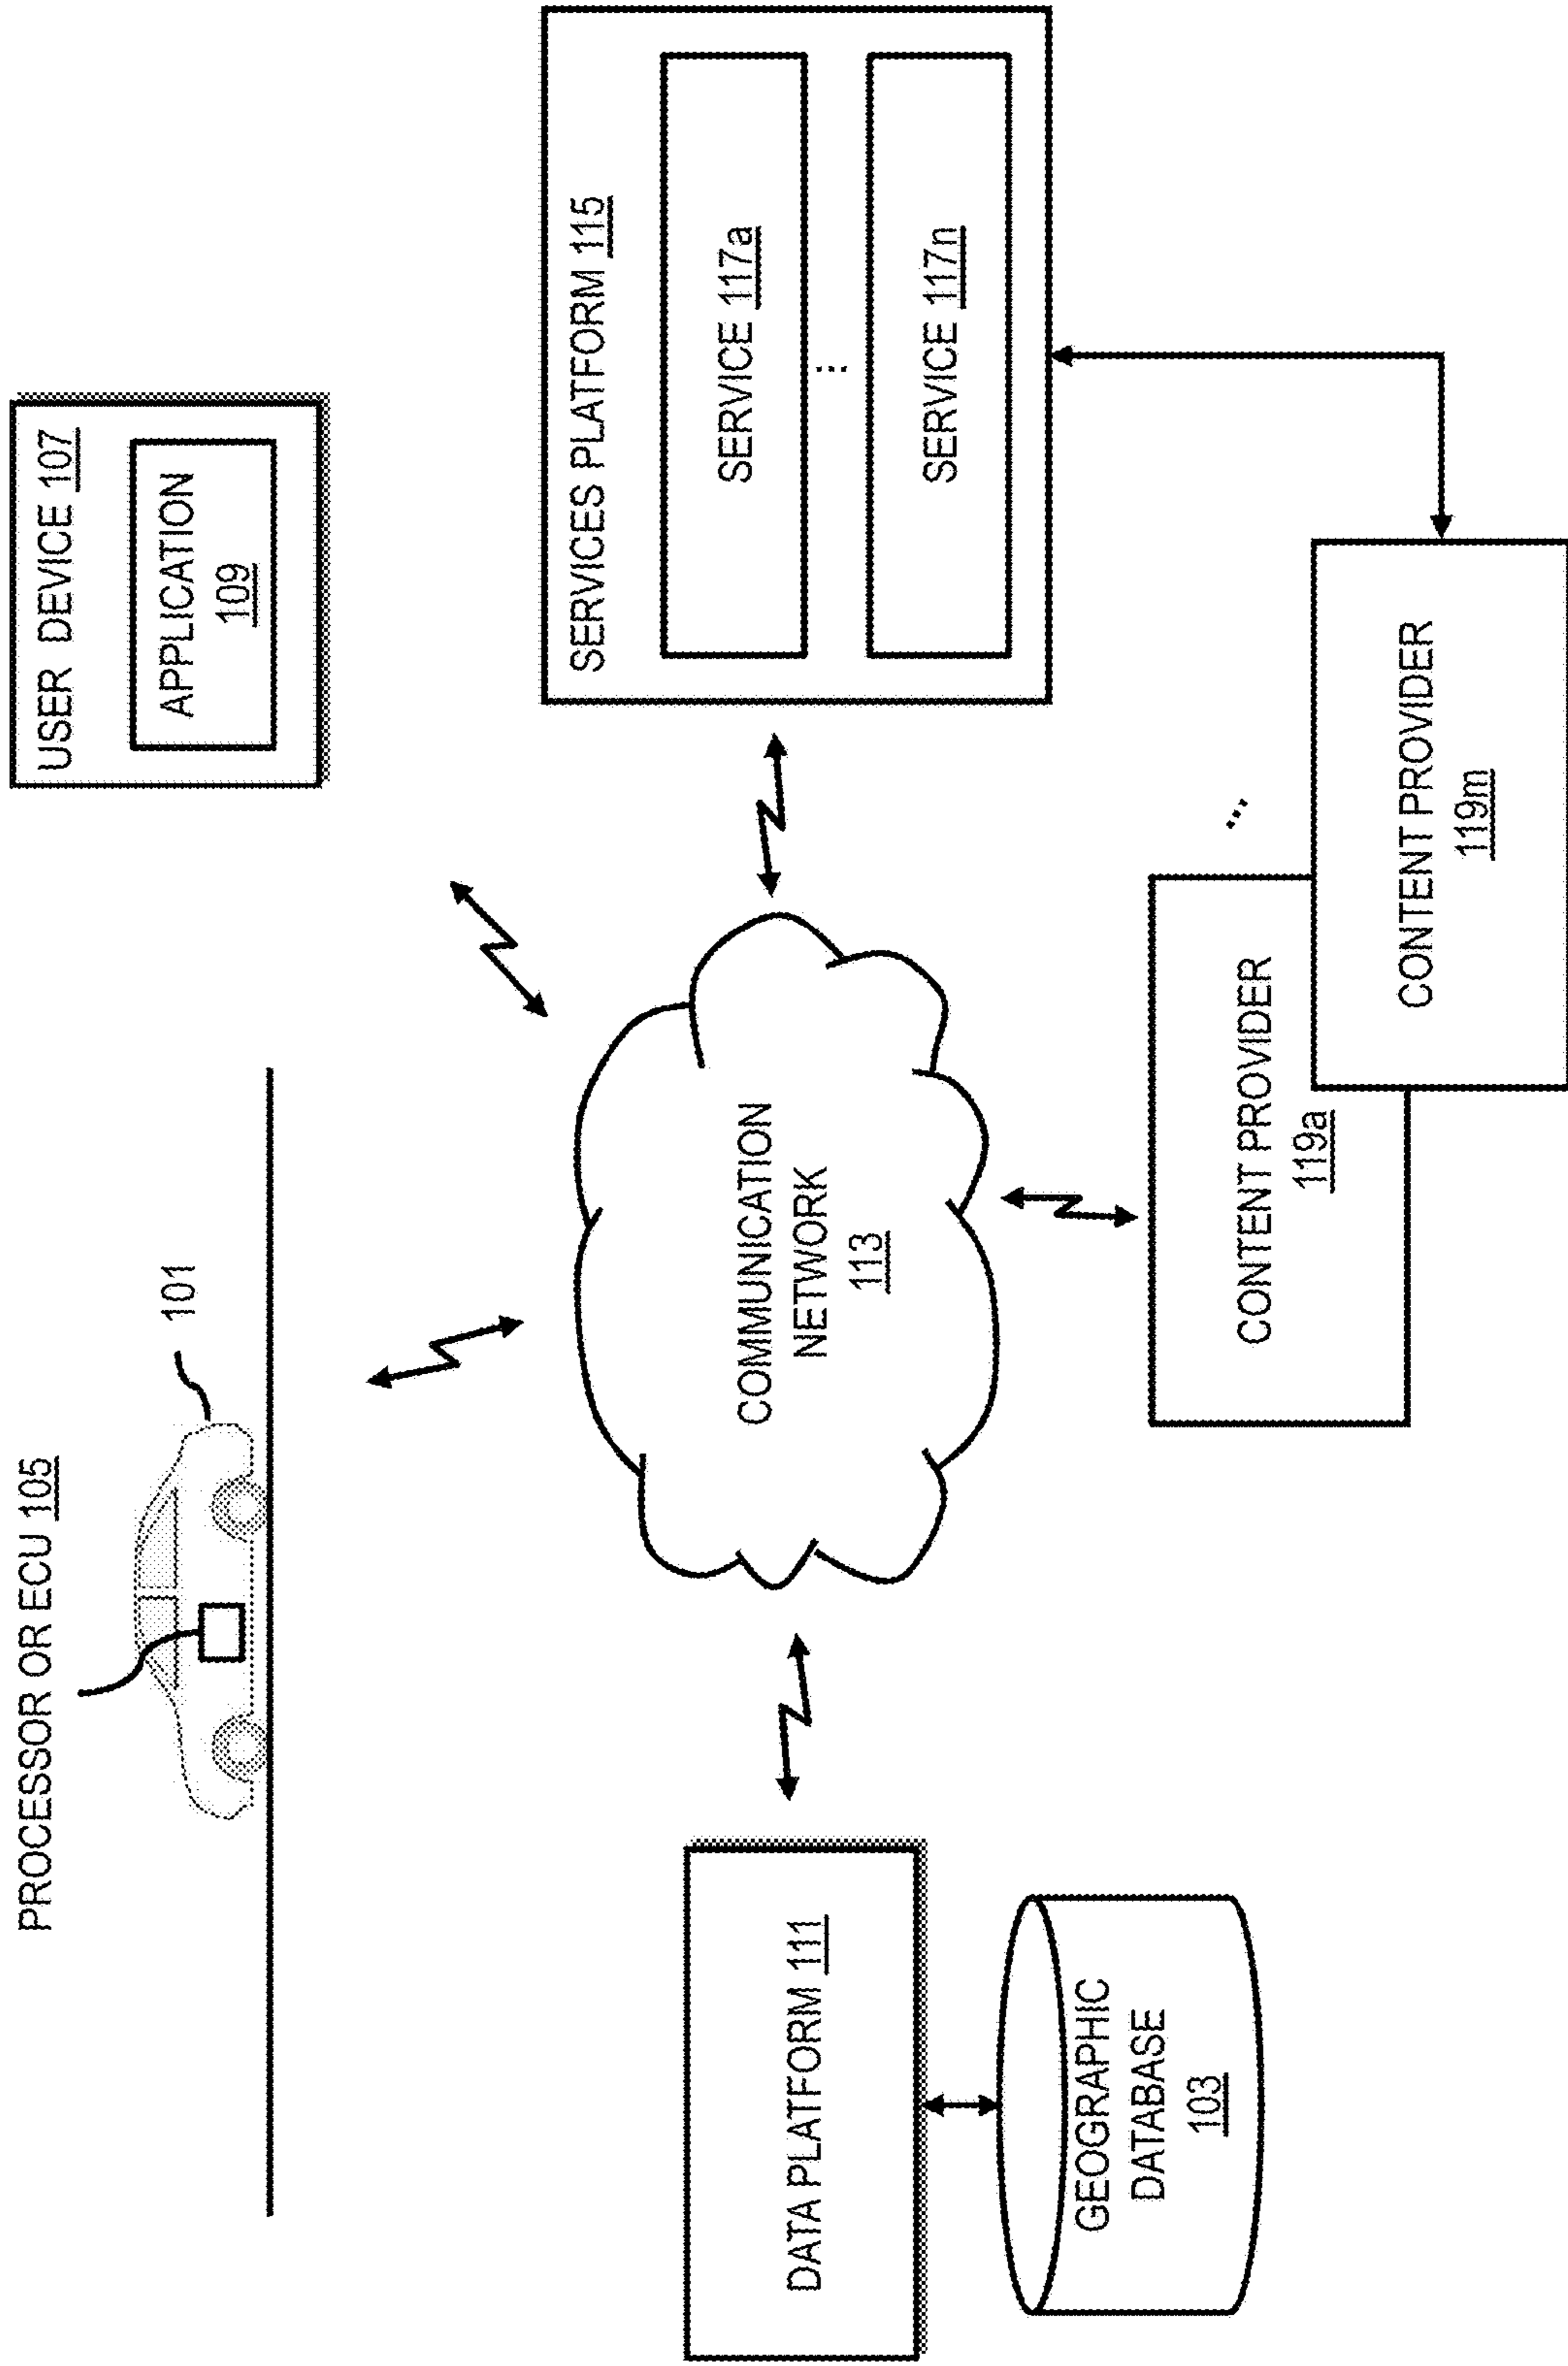 PROCESSOR OR ECU 105
101
USER DEVICE 107
APPLICATION
109
COMMUNICATION
NETWORK
113
SERVICES PLATFORM 115
SERVICE 117a
...
SERVICE 117n
DATA PLATFORM 111
GEOGRAPHIC
DATABASE
103
CONTENT PROVIDER
119a
...
CONTENT PROVIDER
119m